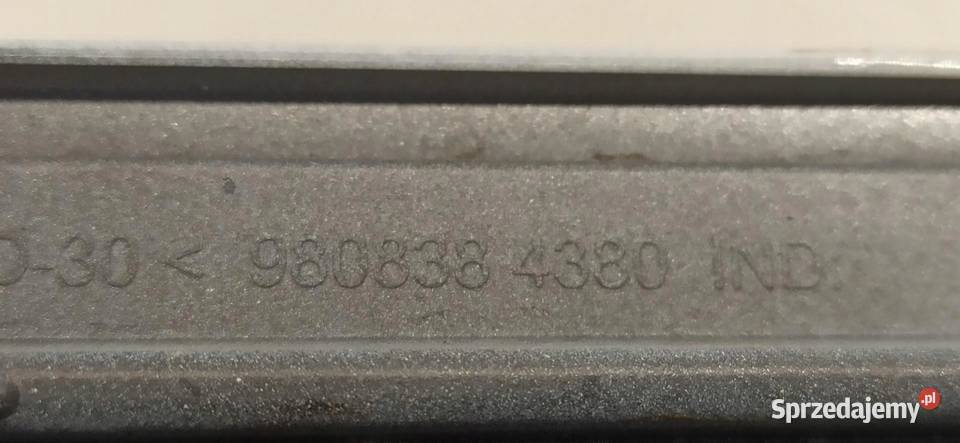 D-30 < 980838 4380 IND.
Sprzedajemy.pl